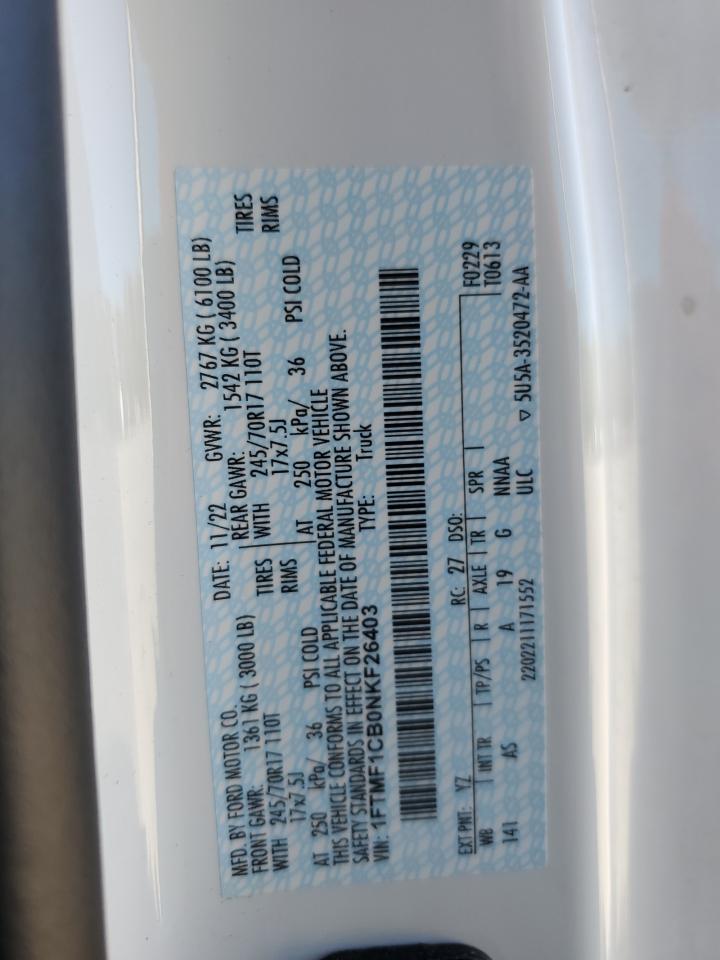 MFD. BY FORD MOTOR CO. DATE: 11/22 GVWR: 2767 KG ( 6100 LB)
FRONT GAWR: 1361 KG (3000 LB) REAR GAWR: 1542 KG ( 3400 LB)
WITH 245/70R17 110T TIRES WITH 245/70R17 110T TIRES
17x7.5J RIMS 17x7.5J RIMS
AT 250 kPa/ 36 PSI COLD AT 250 kPa/ 36 PSI COLD
THIS VEHICLE CONFORMS TO ALL APPLICABLE FEDERAL MOTOR VEHICLE
SAFETY STANDARDS IN EFFECT ON THE DATE OF MANUFACTURE SHOWN ABOVE.
VIN: 1FTMF1CB0NKF26403 TYPE: Truck
F0229
EXT PNT: YZ RC: 27 DSO: T0613
WB INT TR TP/PS R AXLE TR SPR
141 AS A 19 G NNAA
2202211171552 ULC ▽ 5U5A-3520472-AA